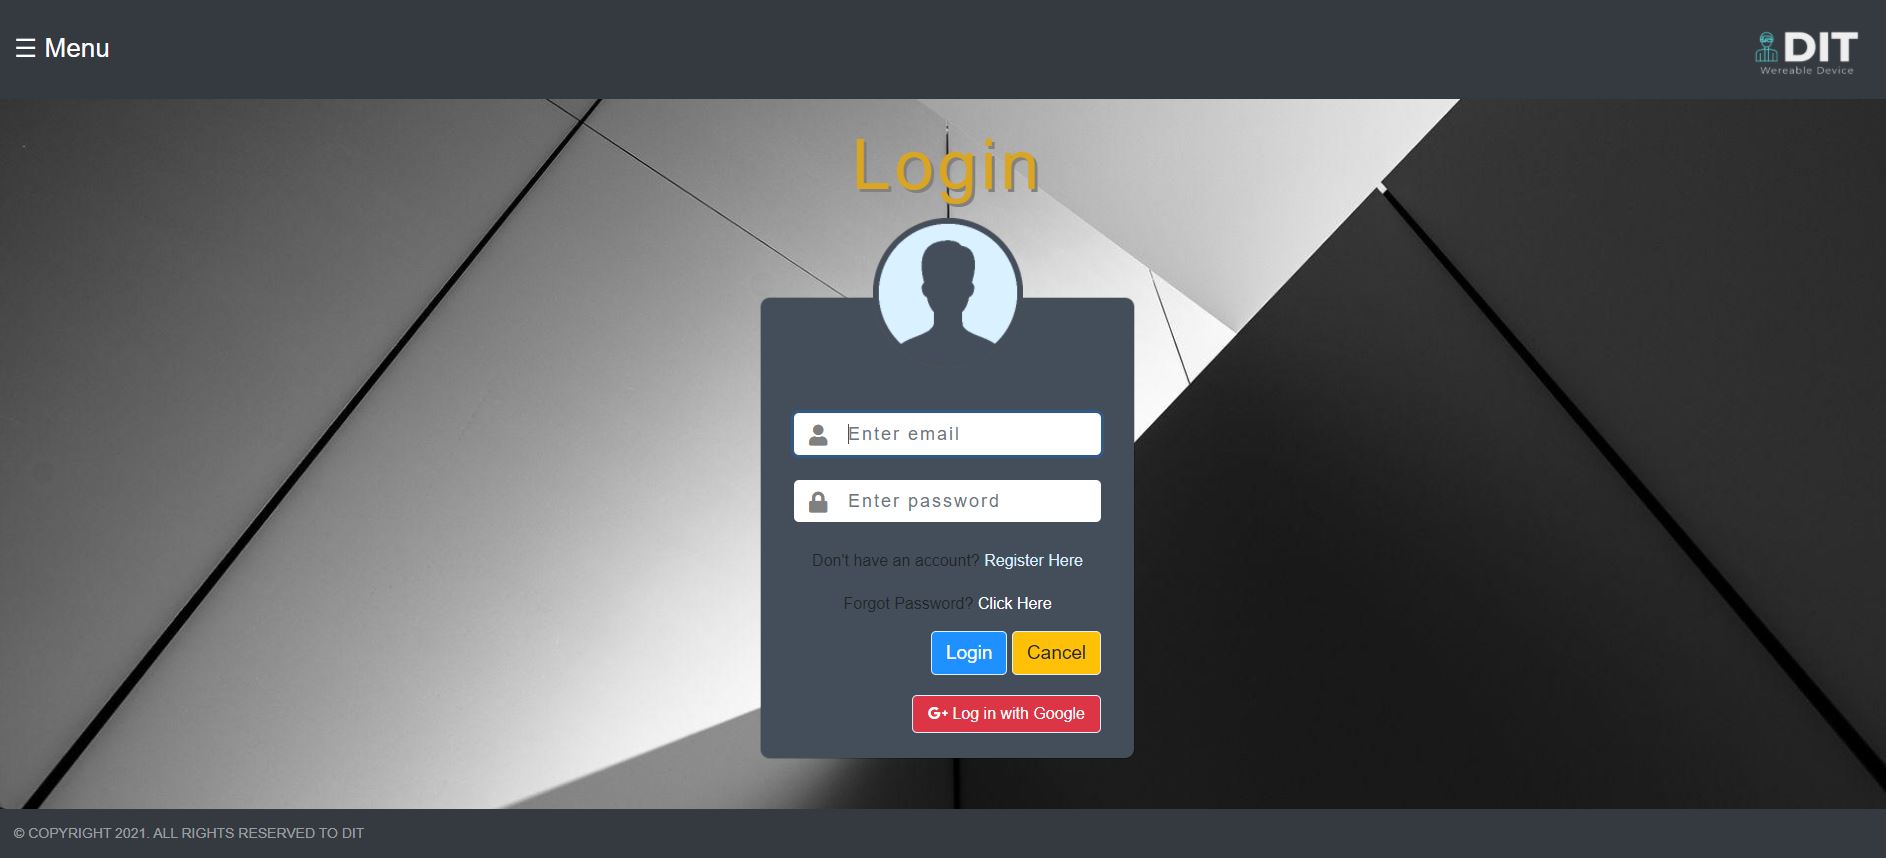 ☰ Menu
DIT
Wereable Device
Login
Enter email
Enter password
Don't have an account? Register Here
Forgot Password? Click Here
Login Cancel
G+ Log in with Google
© COPYRIGHT 2021. ALL RIGHTS RESERVED TO DIT